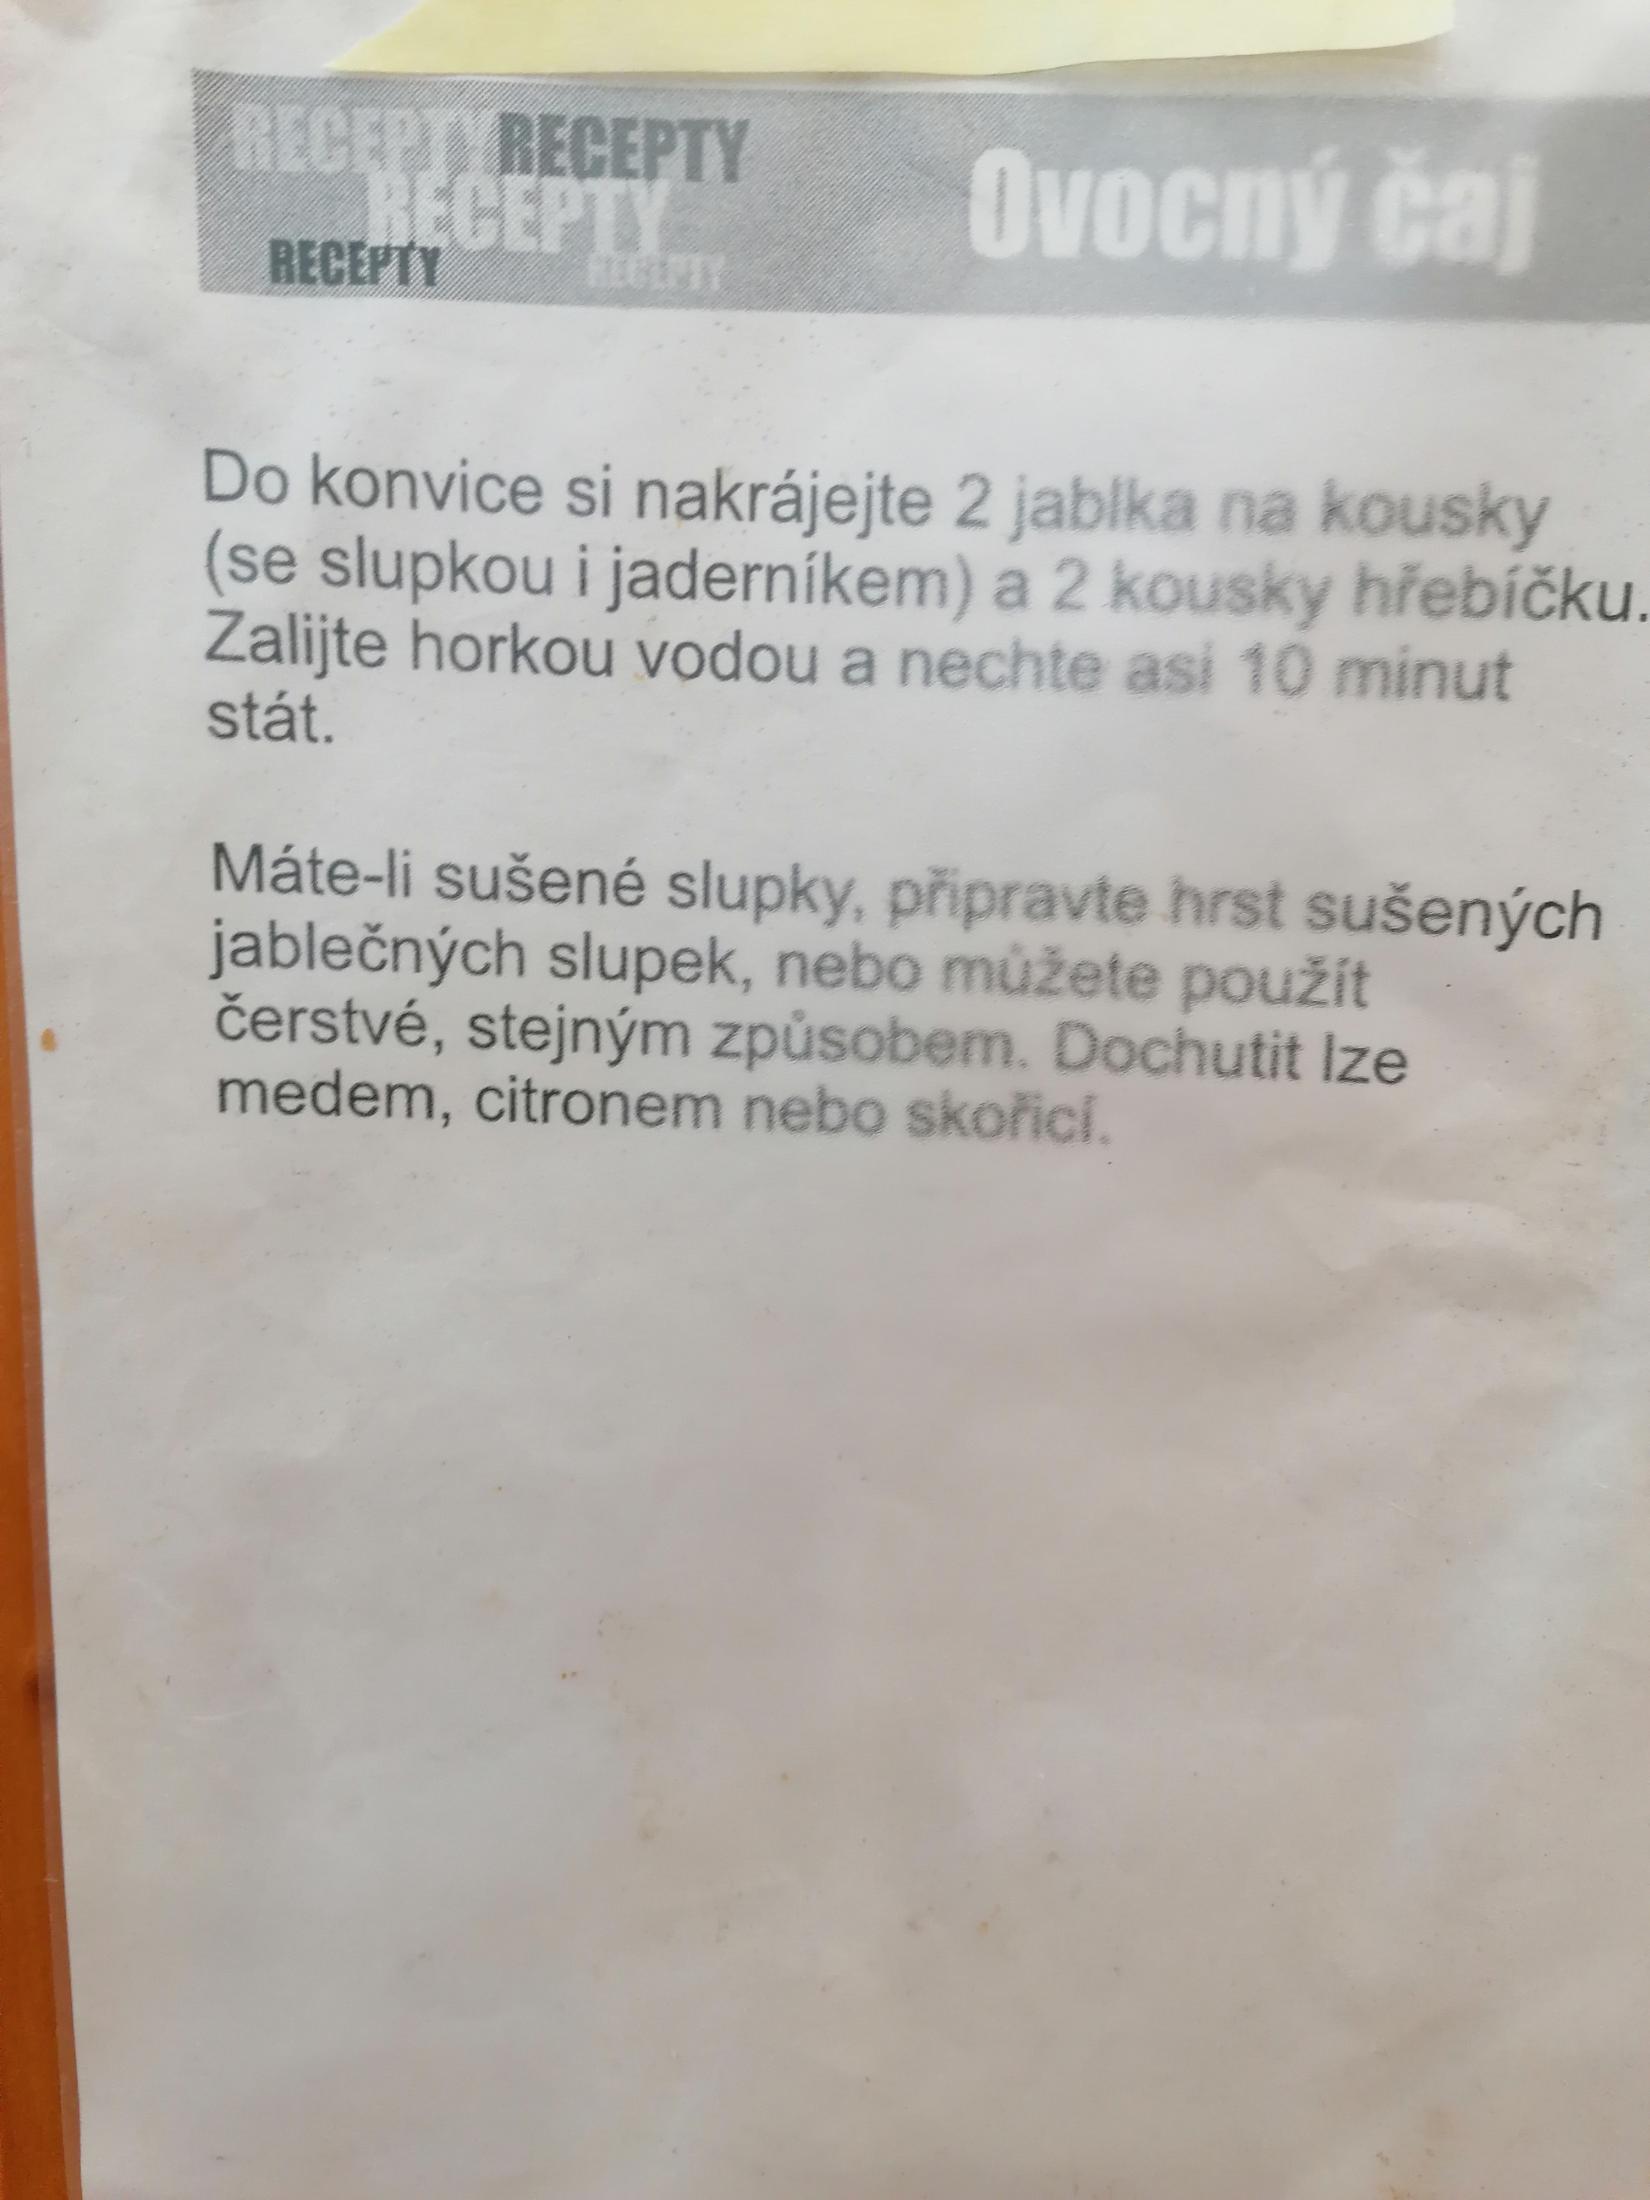 RECEPTY RECEPTY
RECEPTY
RECEPTY RECEPTY
Ovocný čaj
Do konvice si nakrájejte 2 jablka na kousky
(se slupkou i jaderníkem) a 2 kousky hřebíčku.
Zalijte horkou vodou a nechte asi 10 minut
stát.
Máte-li sušené slupky, připravte hrst sušených
jablečných slupek, nebo můžete použít
čerstvé, stejným způsobem. Dochutit lze
medem, citronem nebo skořicí.